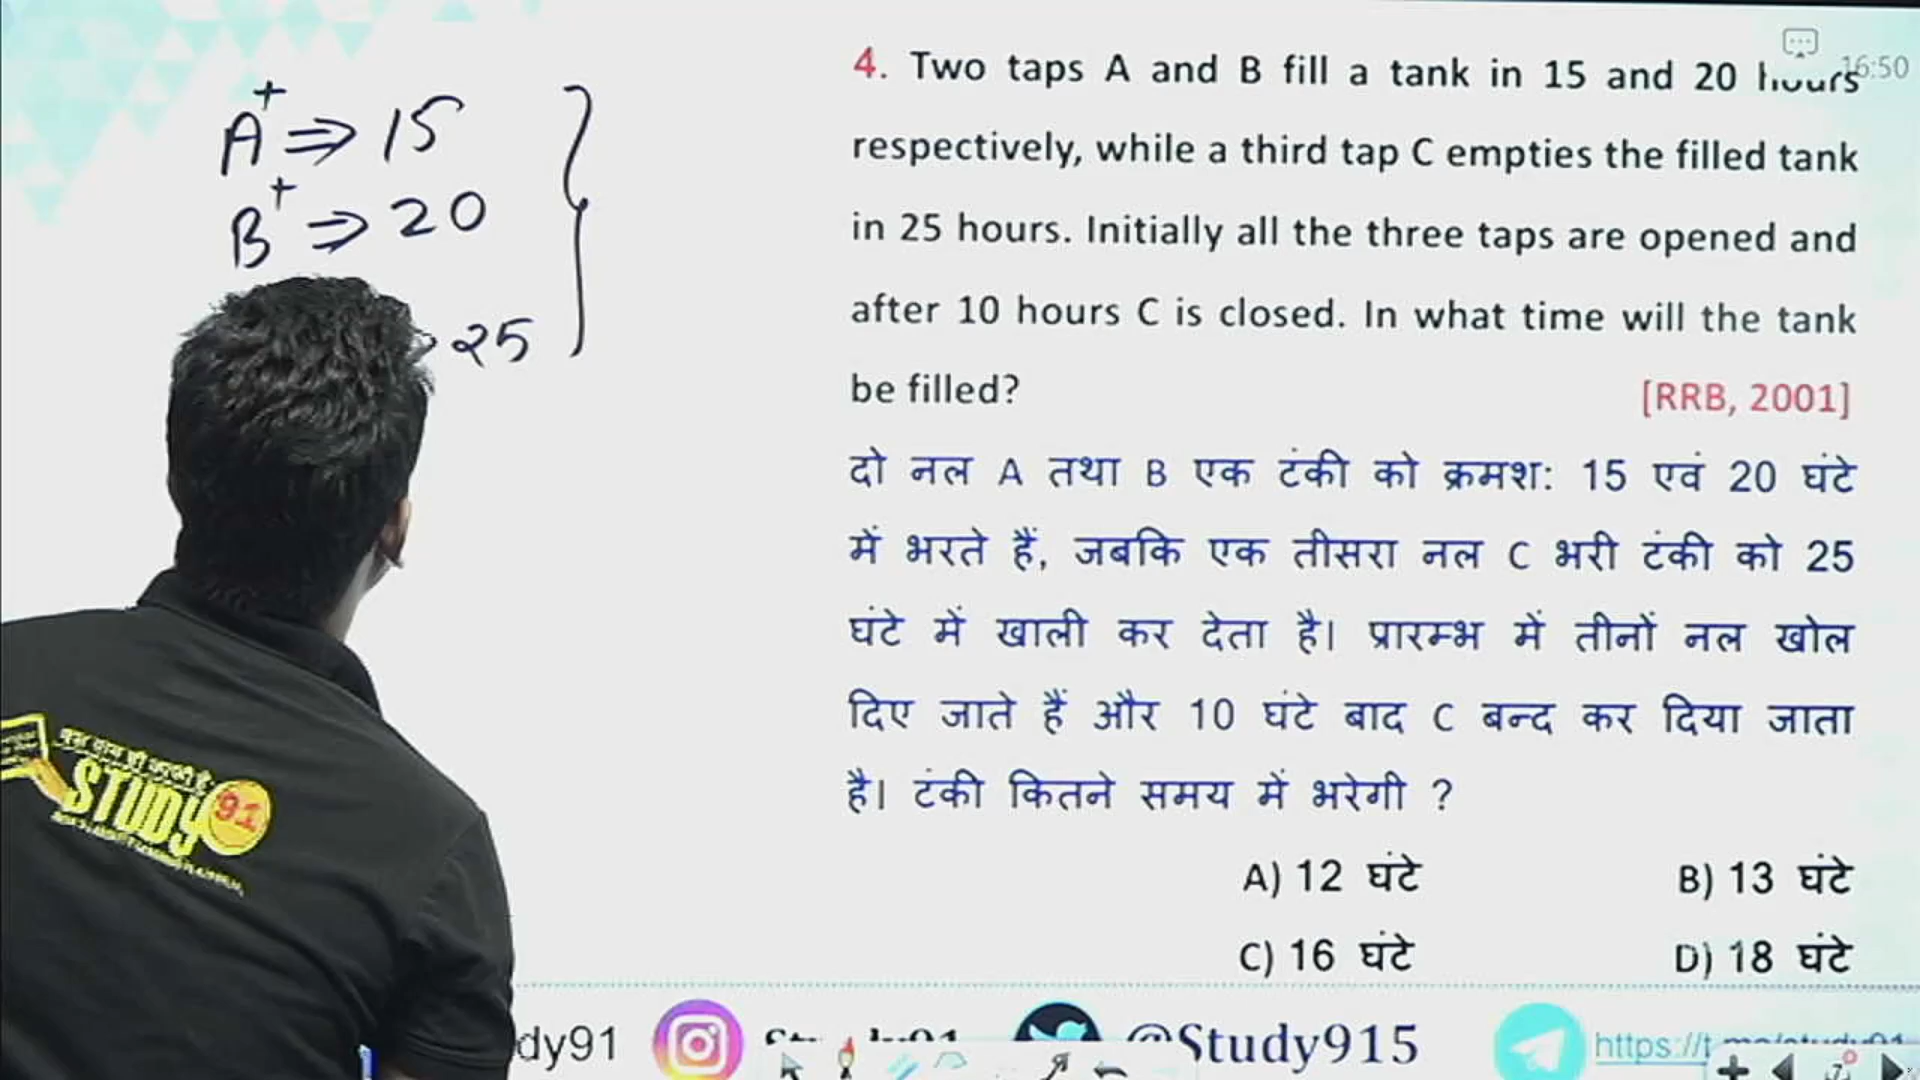 A+ ⇒ 15
B+ ⇒ 20
25
16:50
4. Two taps A and B fill a tank in 15 and 20 hours
respectively, while a third tap C empties the filled tank
in 25 hours. Initially all the three taps are opened and
after 10 hours C is closed. In what time will the tank
be filled? [RRB, 2001]
दो नल A तथा B एक टंकी को क्रमश: 15 एवं 20 घंटे
में भरते हैं, जबकि एक तीसरा नल C भरी टंकी को 25
घंटे में खाली कर देता है। प्रारम्भ में तीनों नल खोल
दिए जाते हैं और 10 घंटे बाद C बन्द कर दिया जाता
है। टंकी कितने समय में भरेगी ?
A) 12 घंटे B) 13 घंटे
C) 16 घंटे D) 18 घंटे
STUDY 91
dy91
@Study915
https://t